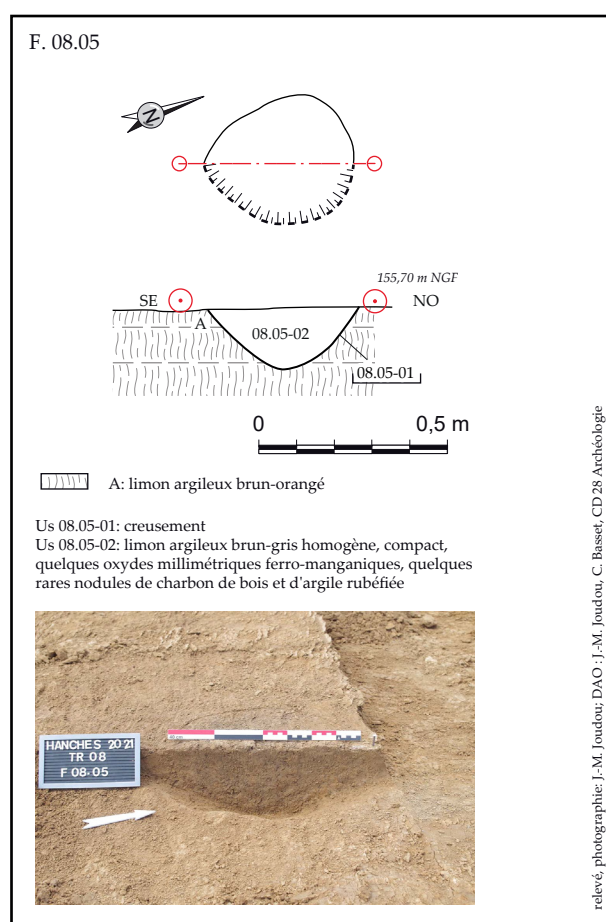 F. 08.05
N
155,70 m NGF
SE
NO
A
08.05-02
08.05-01
0
0,5 m
A: limon argileux brun-orangé
Us 08.05-01: creusement
Us 08.05-02: limon argileux brun-gris homogène, compact,
quelques oxydes millimétriques ferro-manganiques, quelques
rares nodules de charbon de bois et d'argile rubéfiée
HANCHES 2021
TR 08
F 08-05
relevé, photographie: J.-M. Joudou; DAO : J.-M. Joudou, C. Basset, CD 28 Archéologie